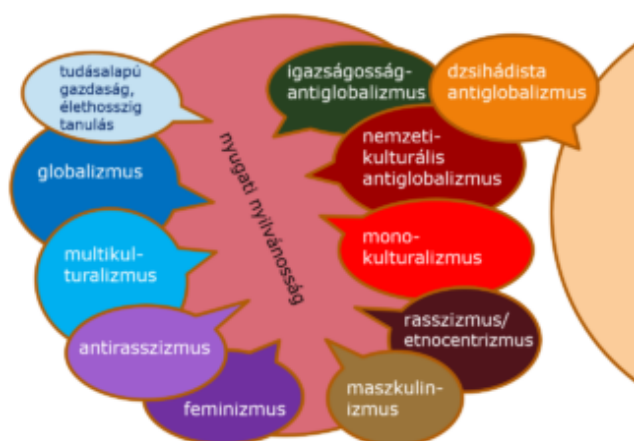 tudásalapú
gazdaság,
élethosszig
tanulás
globalizmus
multikul-
turalizmus
antirasszizmus
feminizmus
nyugati nyilvánosság
igazságosság-
antiglobalizmus
dzsihádista
antiglobalizmus
nemzeti-
kulturális
antiglobalizmus
mono-
kulturalizmus
rasszizmus/
etnocentrizmus
maszkulin-
izmus